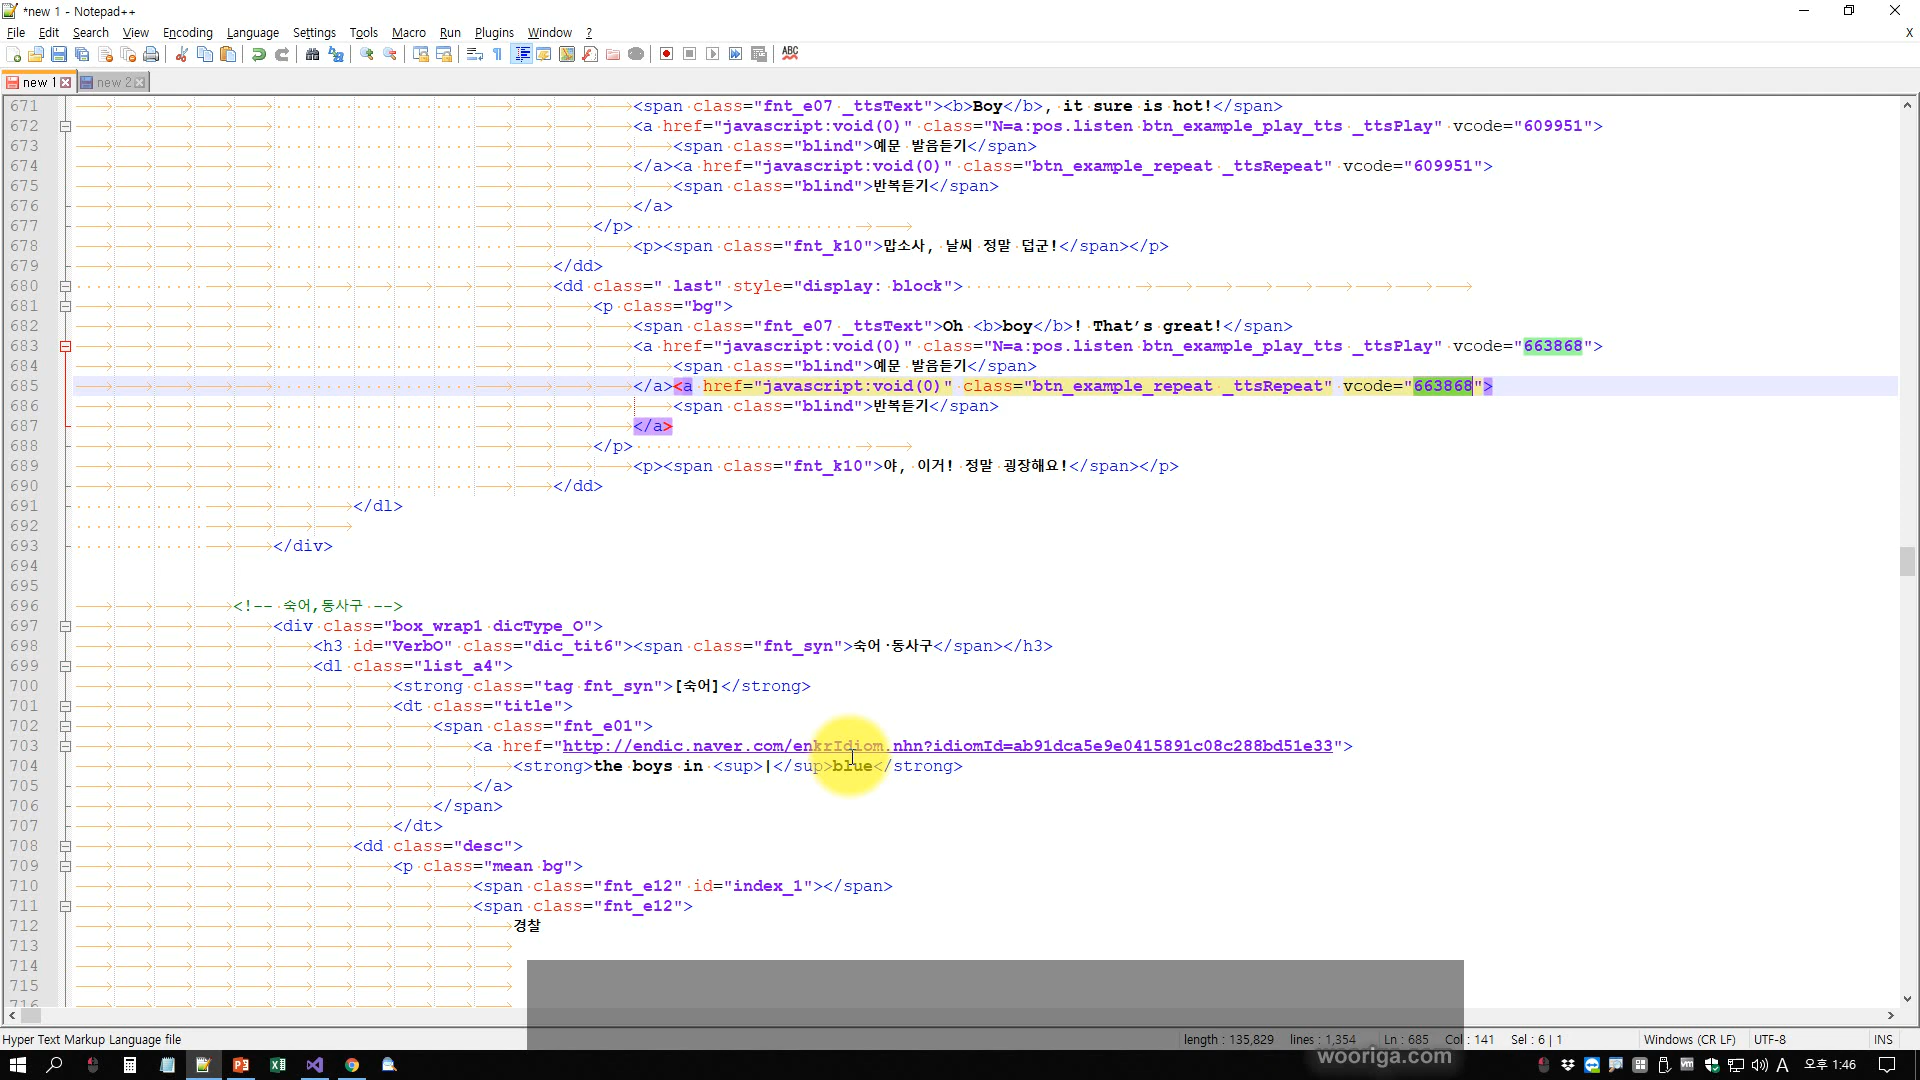 *new 1 - Notepad++
File Edit Search View Encoding Language Settings Tools Macro Run Plugins Window ? X
new 1 new 2
671 <span class="fnt_e07 _ttsText"><b>Boy</b>, it sure is hot!</span>
672 <a href="javascript:void(0)" class="N=a:pos.listen btn_example_play_tts _ttsPlay" vcode="609951">
673 <span class="blind">예문 발음듣기</span>
674 </a><a href="javascript:void(0)" class="btn_example_repeat _ttsRepeat" vcode="609951">
675 <span class="blind">반복듣기</span>
676 </a>
677 </p>
678 <p><span class="fnt_k10">맙소사, 날씨 정말 덥군!</span></p>
679 </dd>
680 <dd class=" last" style="display: block">
681 <p class="bg">
682 <span class="fnt_e07 _ttsText">Oh <b>boy</b>! That's great!</span>
683 <a href="javascript:void(0)" class="N=a:pos.listen btn_example_play_tts _ttsPlay" vcode="663868">
684 <span class="blind">예문 발음듣기</span>
685 </a><a href="javascript:void(0)" class="btn_example_repeat _ttsRepeat" vcode="663868">
686 <span class="blind">반복듣기</span>
687 </a>
688 </p>
689 <p><span class="fnt_k10">야, 이거! 정말 굉장해요!</span></p>
690 </dd>
691 </dl>
692
693 </div>
694
695
696 <!-- 숙어,동사구 -->
697 <div class="box_wrap1 dicType_O">
698 <h3 id="VerbO" class="dic_tit6"><span class="fnt_syn">숙어·동사구</span></h3>
699 <dl class="list_a4">
700 <strong class="tag fnt_syn">[숙어]</strong>
701 <dt class="title">
702 <span class="fnt_e01">
703 <a href="http://endic.naver.com/enkrIdiom.nhn?idiomId=ab91dca5e9e0415891c08c288bd51e33">
704 <strong>the boys in <sup>|</sup>blue</strong>
705 </a>
706 </span>
707 </dt>
708 <dd class="desc">
709 <p class="mean bg">
710 <span class="fnt_e12" id="index_1"></span>
711 <span class="fnt_e12">
712 경찰
713
714
715
716
Hyper Text Markup Language file length : 135,829 lines : 1,354 Ln : 685 Col : 141 Sel : 6 | 1 Windows (CR LF) UTF-8 INS
wooriga.com
A 오후 1:46